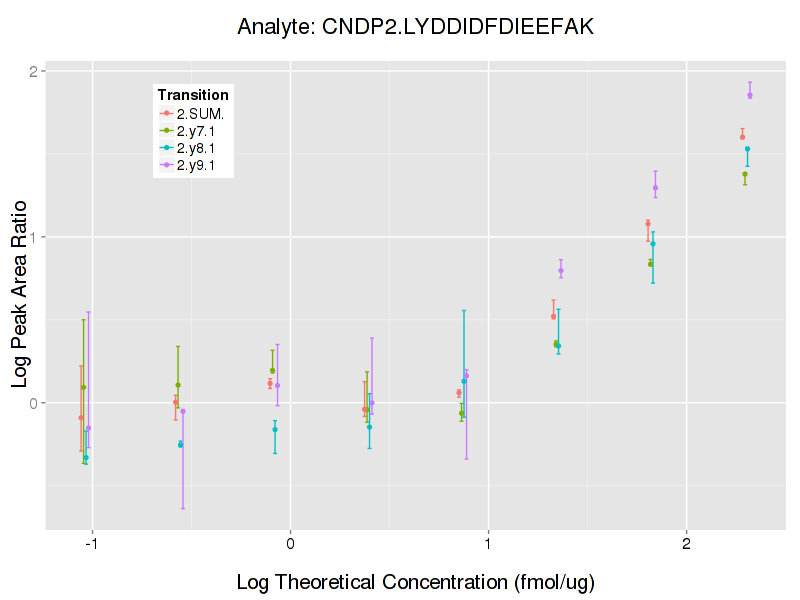 Analyte: CNDP2.LYDDIDFDIEEFAK
2
Transition
2.SUM.
2.y7.1
2.y8.1
2.y9.1
1
Log Peak Area Ratio
0
-1
0
1
2
Log Theoretical Concentration (fmol/ug)